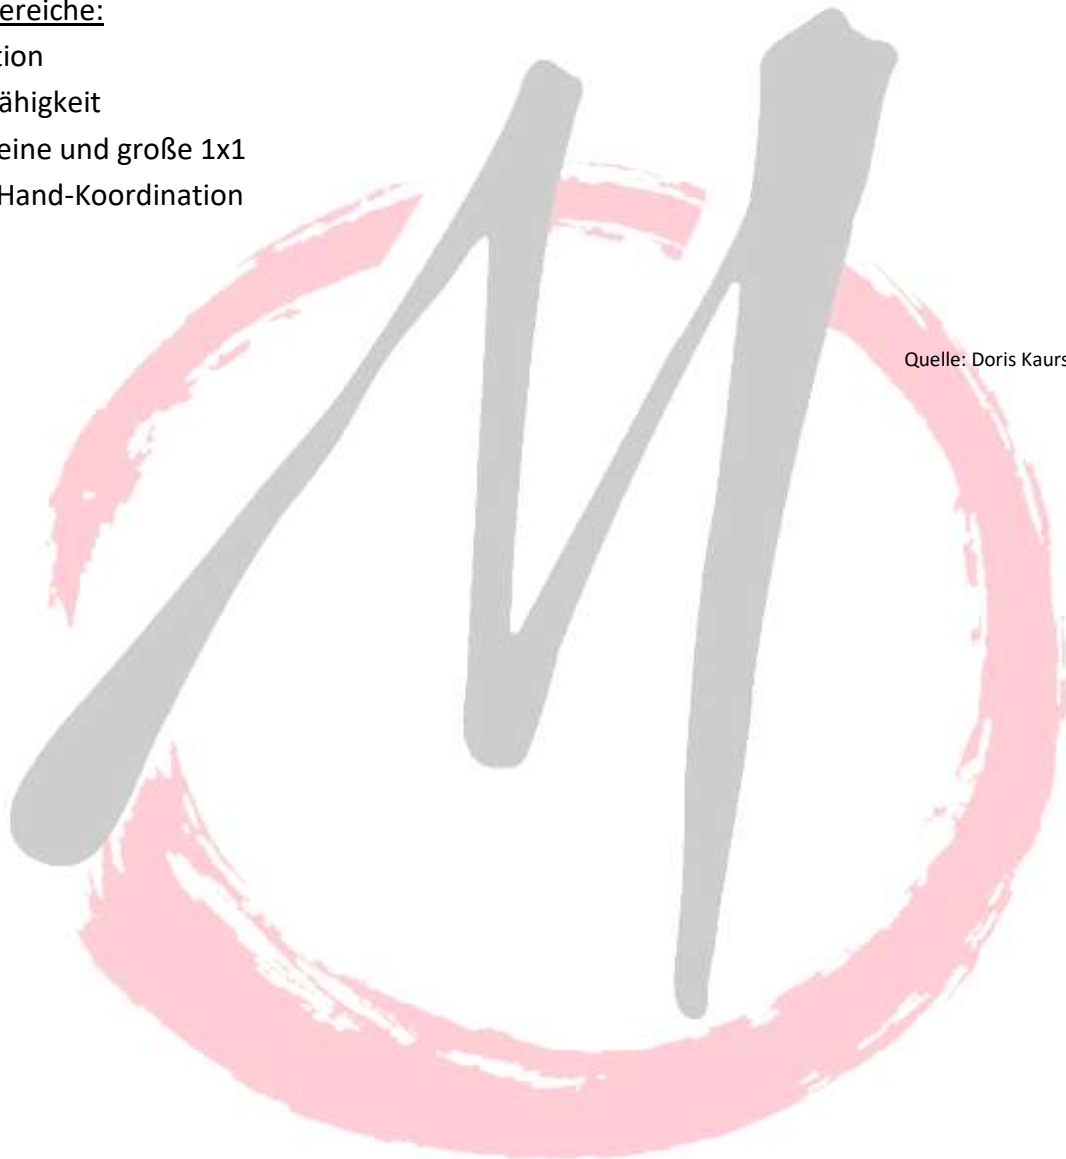 ereiche:
tion
ähigkeit
eine und große 1x1
Hand-Koordination
Quelle: Doris Kaurs